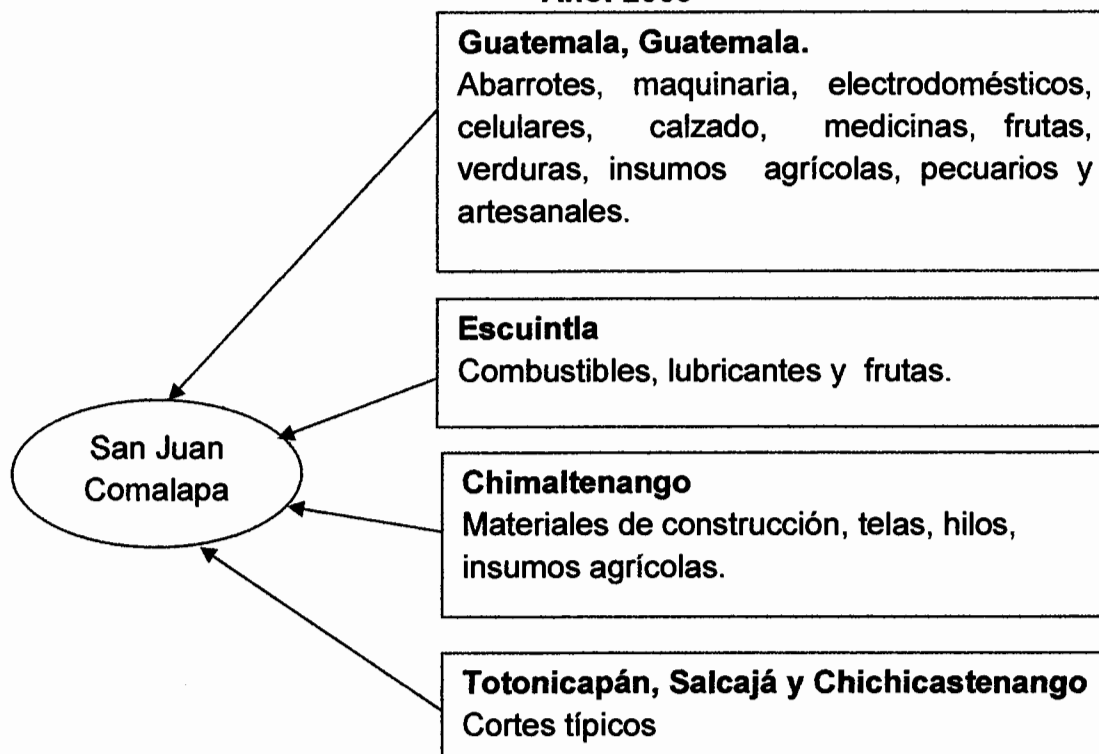 Guatemala, Guatemala.
Abarrotes, maquinaria, electrodomésticos,
celulares, calzado, medicinas, frutas,
verduras, insumos agrícolas, pecuarios y
artesanales.
Escuintla
Combustibles, lubricantes y frutas.
San Juan
Comalapa
Chimaltenango
Materiales de construcción, telas, hilos,
insumos agrícolas.
Totonicapán, Salcajá y Chichicastenango
Cortes típicos